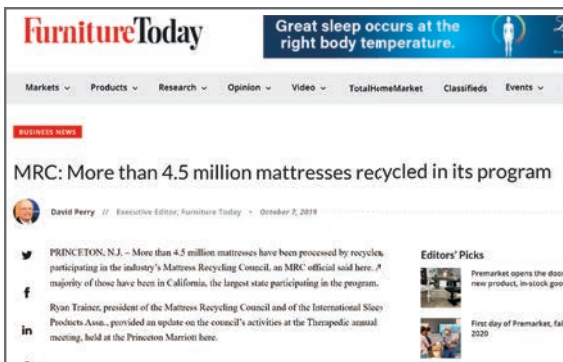 FurnitureToday
Great sleep occurs at the
right body temperature.
Markets Products Research Opinion Video TotalHomeMarket Classifieds Events
BUSINESS NEWS
MRC: More than 4.5 million mattresses recycled in its program
David Perry // Executive Editor, Furniture Today • October 7, 2019
PRINCETON, N.J. – More than 4.5 million mattresses have been processed by
participating in the industry's Mattress Recycling Council, an MRC official said here.
majority of those have been in California, the largest state participating in the program.
Ryan Trainer, president of the Mattress Recycling Council and of the International
Products Assn., provided an update on the council's activities at the Therapedic annual
meeting, held at the Princeton Marriott here.
Editors' Picks
Premarket opens the
new product, in-stock
First day of Premarket,
2020